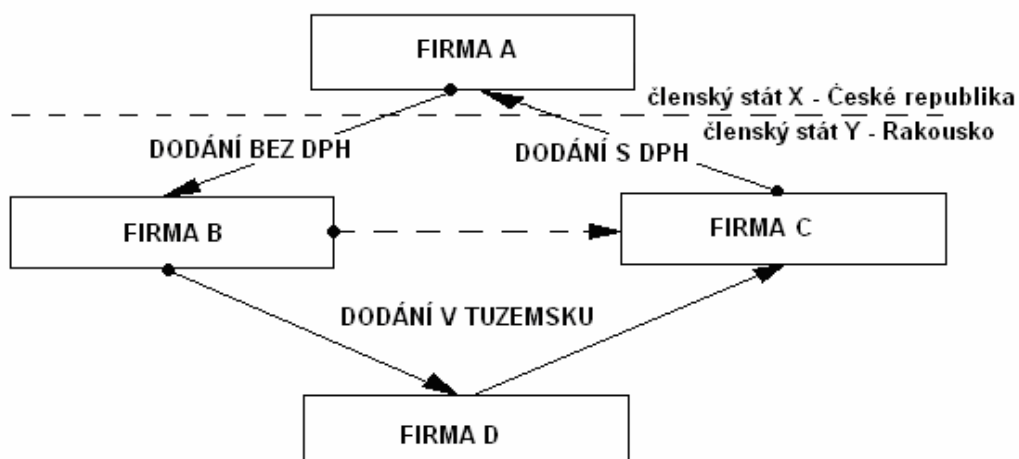 FIRMA A
členský stát X - České republika
členský stát Y - Rakousko
DODÁNÍ BEZ DPH
DODÁNÍ S DPH
FIRMA B
FIRMA C
DODÁNÍ V TUZEMSKU
FIRMA D